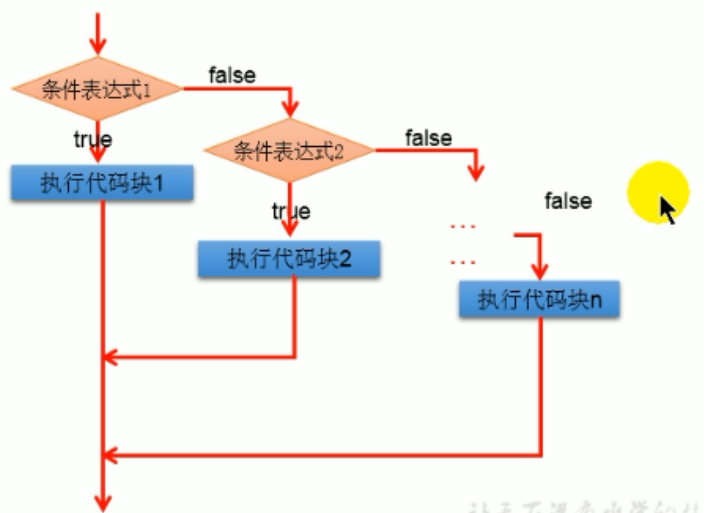 条件表达式1
false
true
条件表达式2
false
执行代码块1
true
false
...
执行代码块2
...
执行代码块n